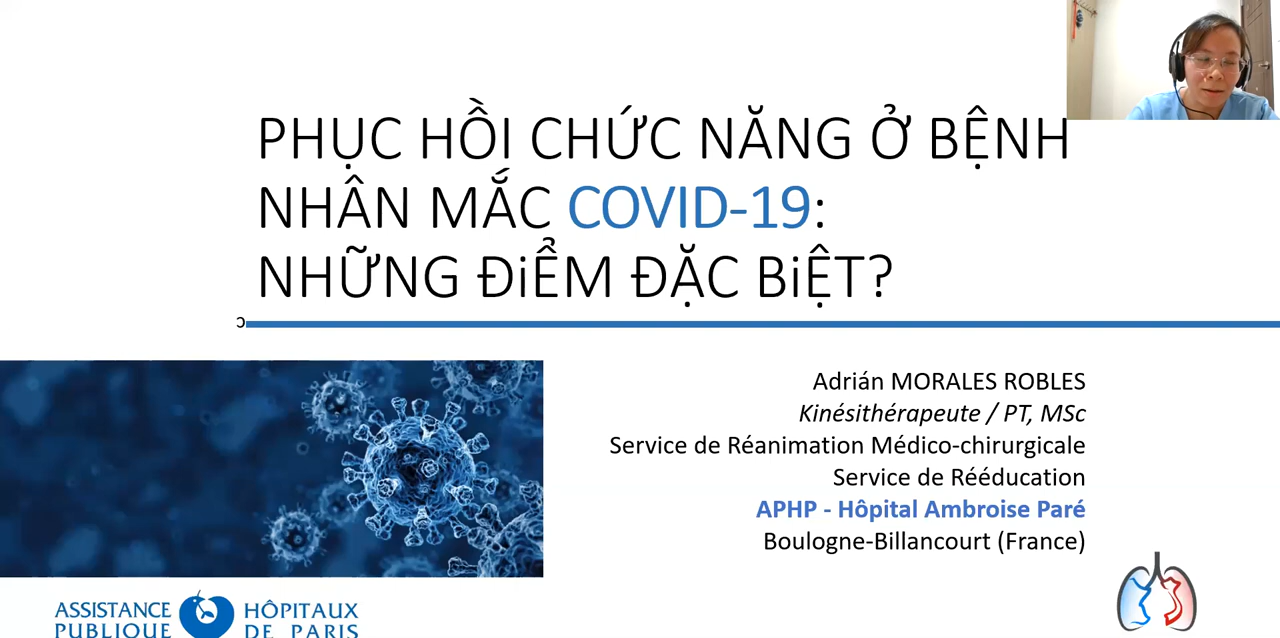 PHỤC HỒI CHỨC NĂNG Ở BỆNH
NHÂN MẮC COVID-19:
NHỮNG ĐiỂM ĐẶC BiỆT?
Adrián MORALES ROBLES
Kinésithérapeute / PT, MSc
Service de Réanimation Médico-chirurgicale
Service de Rééducation
APHP - Hôpital Ambroise Paré
Boulogne-Billancourt (France)
ASSISTANCE HÔPITAUX
PUBLIQUE DE PARIS